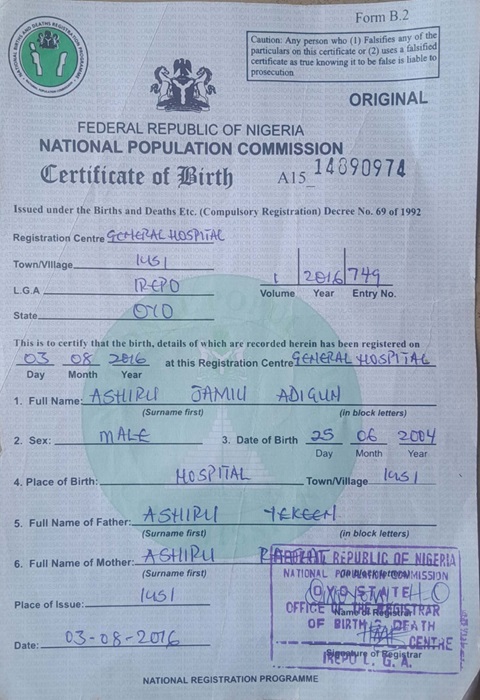 Form B.2
Caution: Any person who (1) Falsifies any of the
particulars on this certificate or (2) uses a falsified
certificate as true knowing it to be false is liable to
prosecution
ORIGINAL
FEDERAL REPUBLIC OF NIGERIA
NATIONAL POPULATION COMMISSION
Certificate of Birth A15_ 14890974
Issued under the Births and Deaths Etc. (Compulsory Registration) Decree No. 69 of 1992
Registration Centre GENERAL HOSPITAL
Town/Village IGSI
L.G.A IREPO
1 2016 749
Volume Year Entry No.
State OYO
This is to certify that the birth, details of which are recorded herein has been registered on
03 08 2016 at this Registration Centre GENERAL HOSPITAL
Day Month Year
1. Full Name: ASHIRU JAMIU ADIGUN
(Surname first) (in block letters)
2. Sex: MALE 3. Date of Birth 25 06 2004
Day Month Year
4. Place of Birth: HOSPITAL Town/Village
5. Full Name of Father: ASHIRU YEKEEN
(Surname first) (in block letters)
6. Full Name of Mother: ASHIRU
(Surname first)
REPUBLIC OF NIGERIA
NATIONAL POPULATION COMMISSION
OYO STATE
OFFICE OF THE REGISTRAR
OF BIRTH & DEATH
CENTRE
IREPO L. G. A.
Place of Issue:
Name of Registrar
Date: 03-08-2016
Signature of Registrar
NATIONAL REGISTRATION PROGRAMME